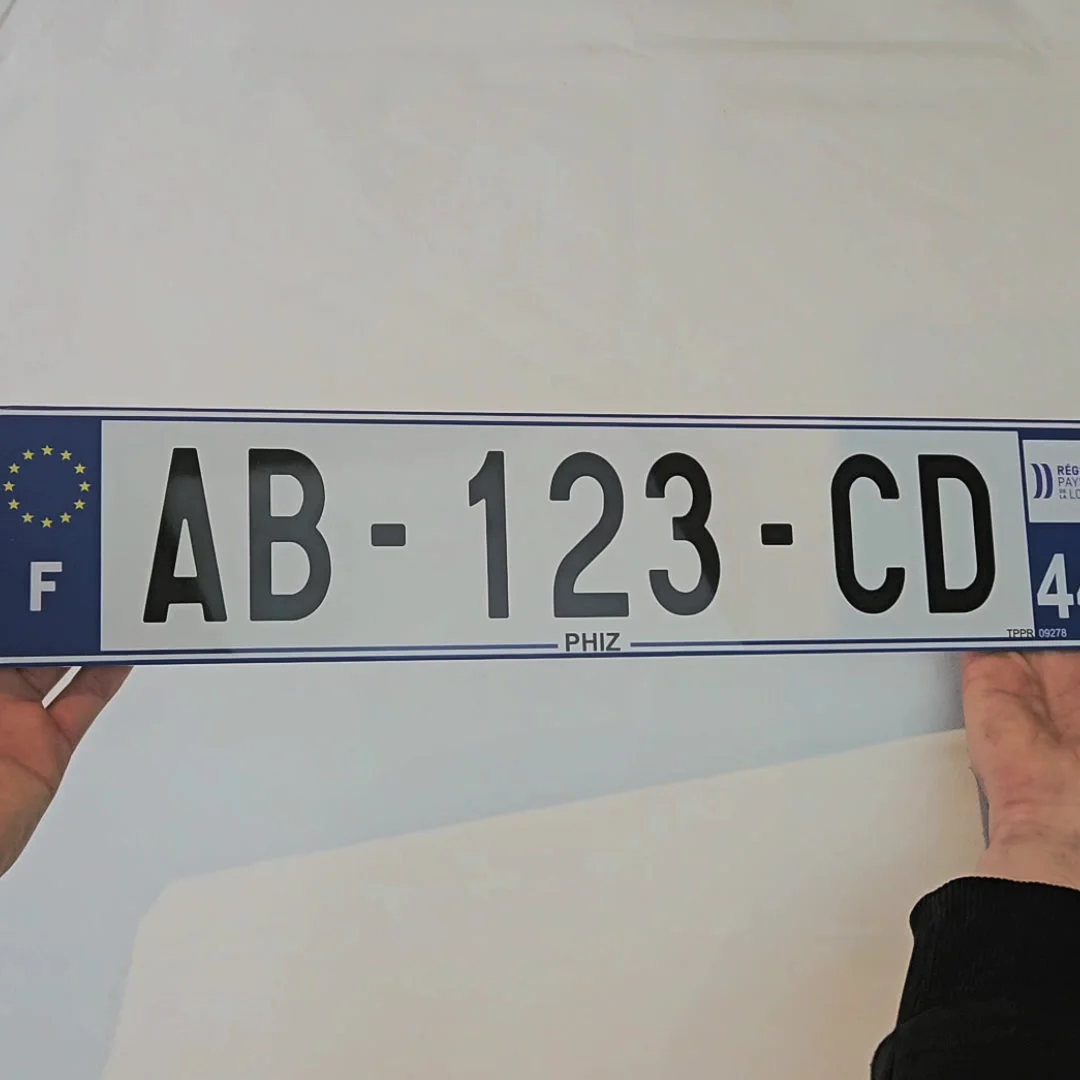 F
AB-123-CD
PHIZ
TPPR 09278